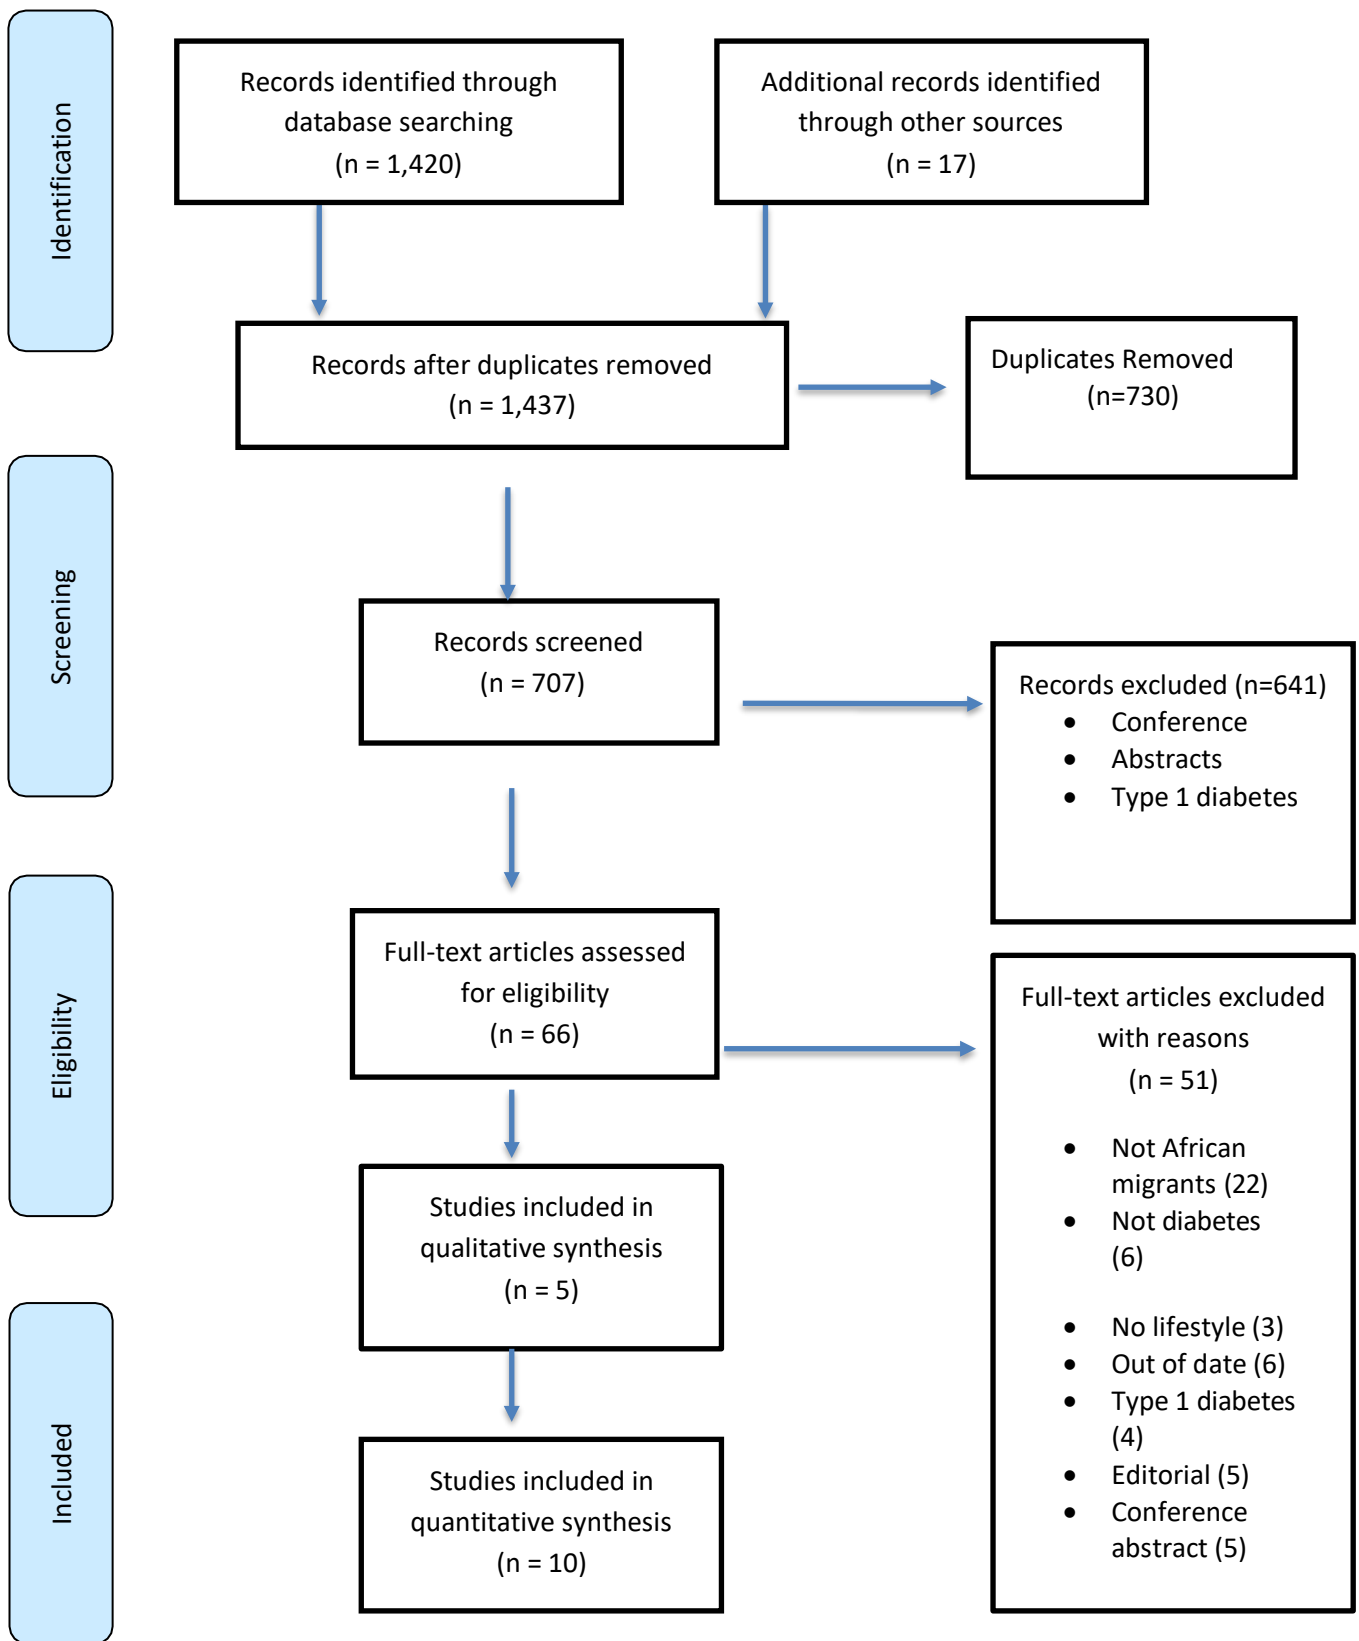 Identification
Records identified through
database searching
(n = 1,420)
Additional records identified
through other sources
(n = 17)
Records after duplicates removed
(n = 1,437)
Duplicates Removed
(n=730)
Screening
Records screened
(n = 707)
Records excluded (n=641)
• Conference
• Abstracts
• Type 1 diabetes
Eligibility
Full-text articles assessed
for eligibility
(n = 66)
Full-text articles excluded
with reasons
(n = 51)
• Not African
migrants (22)
• Not diabetes
(6)
• No lifestyle (3)
• Out of date (6)
• Type 1 diabetes
(4)
• Editorial (5)
• Conference
abstract (5)
Studies included in
qualitative synthesis
(n = 5)
Included
Studies included in
quantitative synthesis
(n = 10)